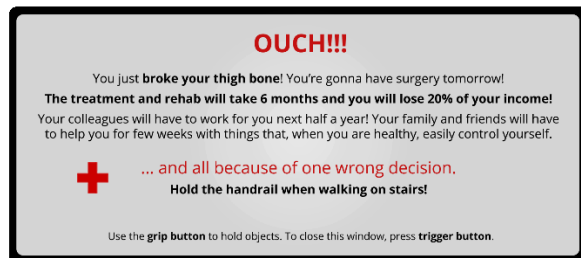 OUCH!!!
You just broke your thigh bone! You're gonna have surgery tomorrow!
The treatment and rehab will take 6 months and you will lose 20% of your income!
Your colleagues will have to work for you next half a year! Your family and friends will have
to help you for few weeks with things that, when you are healthy, easily control yourself.
... and all because of one wrong decision.
Hold the handrail when walking on stairs!
Use the grip button to hold objects. To close this window, press trigger button.